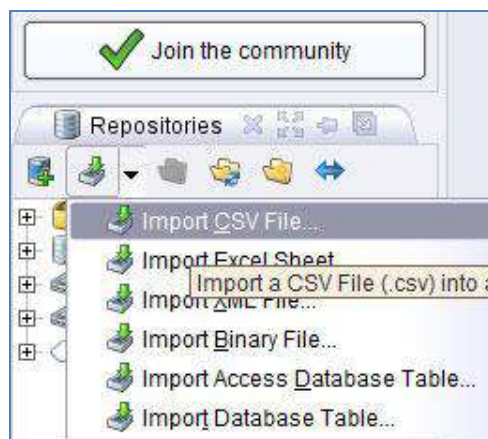 Join the community
Repositories
Import CSV File...
Import Excel Sheet
Import a CSV File (.csv) into a
Import XML File...
Import Binary File...
Import Access Database Table...
Import Database Table...